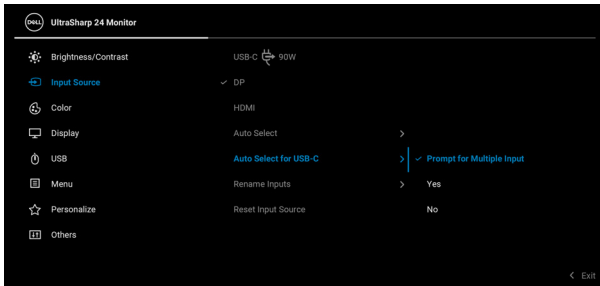 DELL UltraSharp 24 Monitor
Brightness/Contrast
USB-C 90W
Input Source
DP
Color
HDMI
Display
Auto Select
USB
Auto Select for USB-C
Prompt for Multiple Input
Menu
Rename Inputs
Yes
Personalize
Reset Input Source
No
Others
Exit